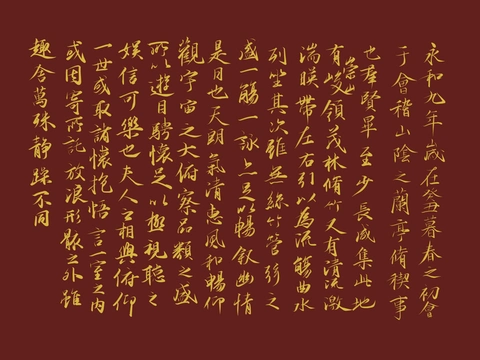 永和九年歲在癸丑暮春之初會
于會稽山陰之蘭亭脩禊事
也羣賢畢至少長咸集此地
有崇山峻領茂林脩竹又有清流激
湍暎帶左右引以為流觴曲水
列坐其次雖無絲竹管弦之
盛一觴一詠亦足以暢敘幽情
是日也天朗氣清惠風和暢仰
觀宇宙之大俯察品類之盛
所以遊目騁懷足以極視聽之
娛信可樂也夫人之相與俯仰
一世或取諸懷抱悟言一室之內
或因寄所託放浪形骸之外雖
趣舍萬殊靜躁不同